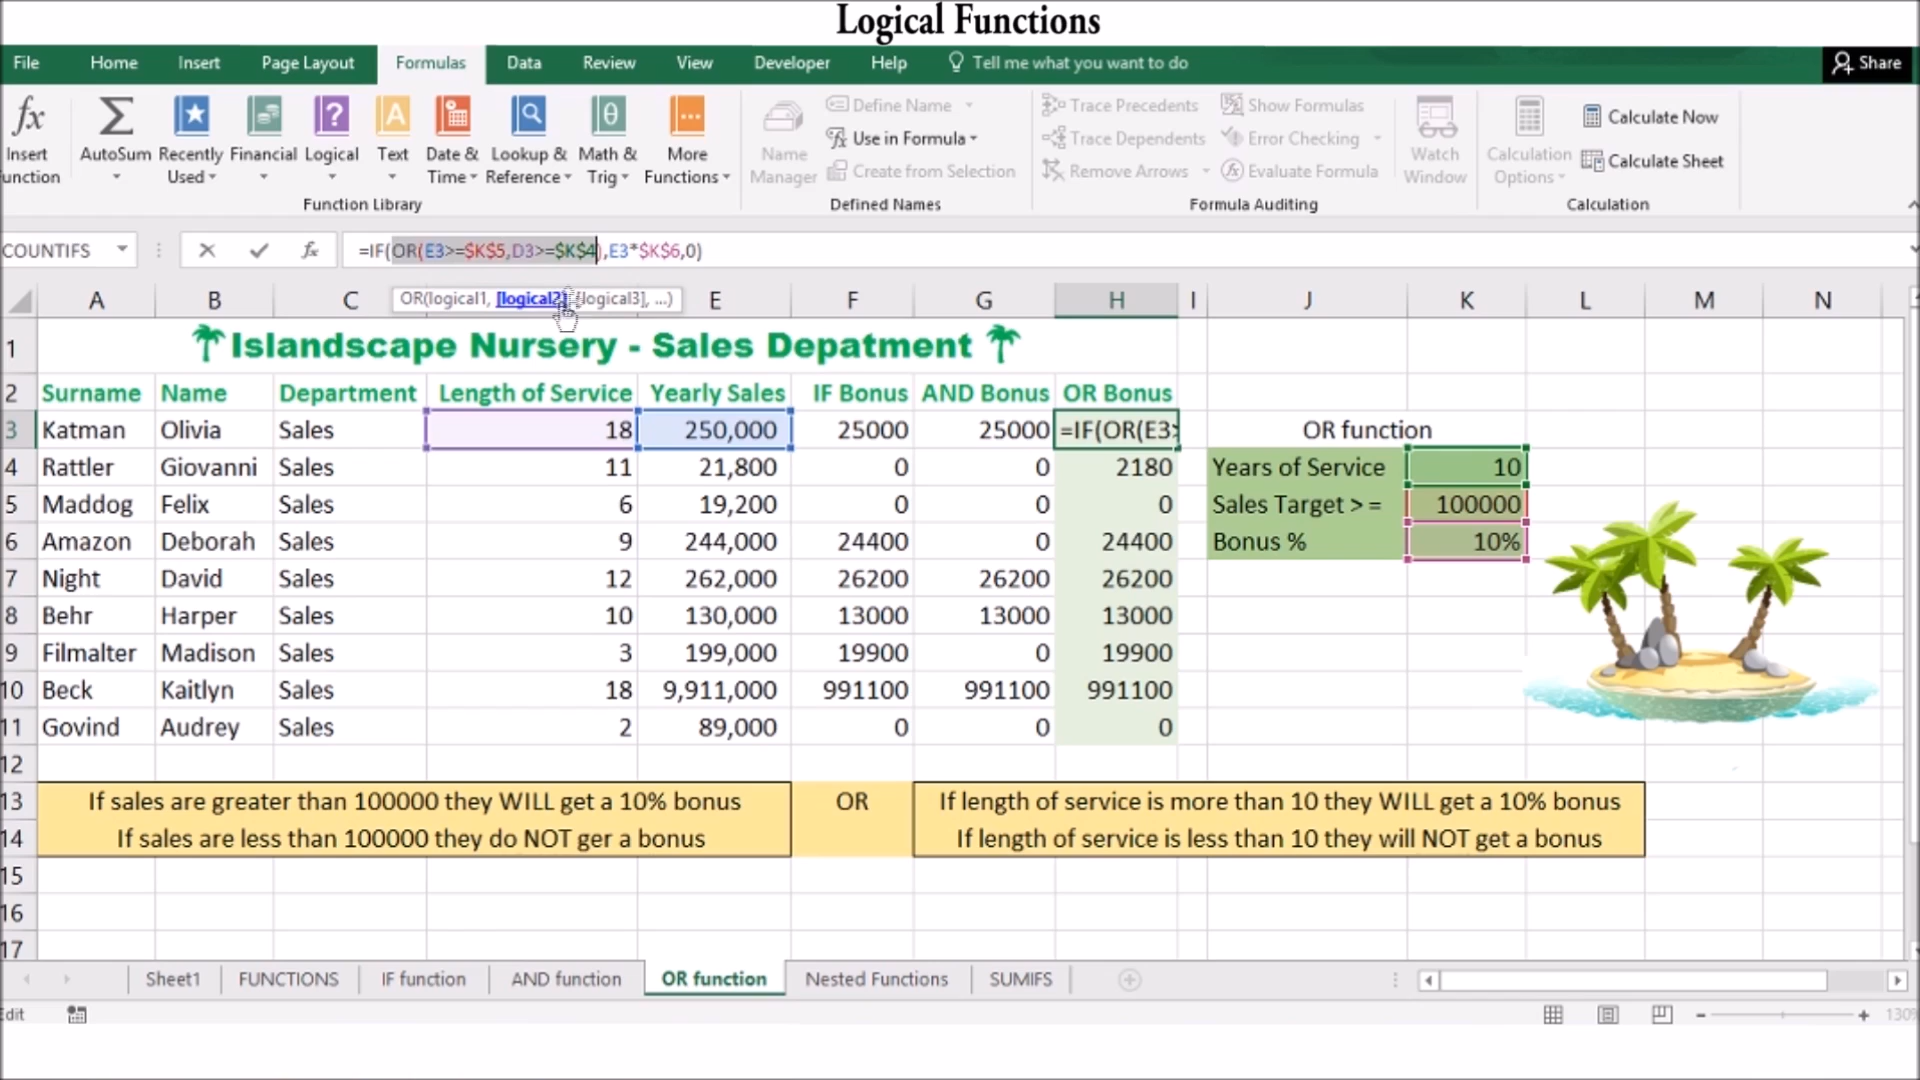 Logical Functions
File Home Insert Page Layout Formulas Data Review View Developer Help Tell me what you want to do Share
fx Σ ? A θ
Define Name Trace Precedents Show Formulas Calculate Now
Use in Formula Trace Dependents Error Checking
Insert AutoSum Recently Financial Logical Text Date & Lookup & Math & More Name Watch Calculation Calculate Sheet
unction Used Time Reference Trig Functions Manager Create from Selection Remove Arrows Evaluate Formula Window Options
Function Library Defined Names Formula Auditing Calculation
COUNTIFS fx =IF(OR(E3>=$K$5,D3>=$K$4),E3*$K$6,0)
OR(logical1, [logical2], [logical3], ...)
A B C E F G H I J K L M N
1 Islandscape Nursery - Sales Depatment
2 Surname Name Department Length of Service Yearly Sales IF Bonus AND Bonus OR Bonus
3 Katman Olivia Sales 18 250,000 25000 25000 =IF(OR(E3> OR function
4 Rattler Giovanni Sales 11 21,800 0 0 2180 Years of Service 10
5 Maddog Felix Sales 6 19,200 0 0 0 Sales Target > = 100000
6 Amazon Deborah Sales 9 244,000 24400 0 24400 Bonus % 10%
7 Night David Sales 12 262,000 26200 26200 26200
8 Behr Harper Sales 10 130,000 13000 13000 13000
9 Filmalter Madison Sales 3 199,000 19900 0 19900
10 Beck Kaitlyn Sales 18 9,911,000 991100 991100 991100
11 Govind Audrey Sales 2 89,000 0 0 0
12
13 If sales are greater than 100000 they WILL get a 10% bonus OR If length of service is more than 10 they WILL get a 10% bonus
14 If sales are less than 100000 they do NOT ger a bonus If length of service is less than 10 they will NOT get a bonus
15
16
17
Sheet1 FUNCTIONS IF function AND function OR function Nested Functions SUMIFS
Edit 130%